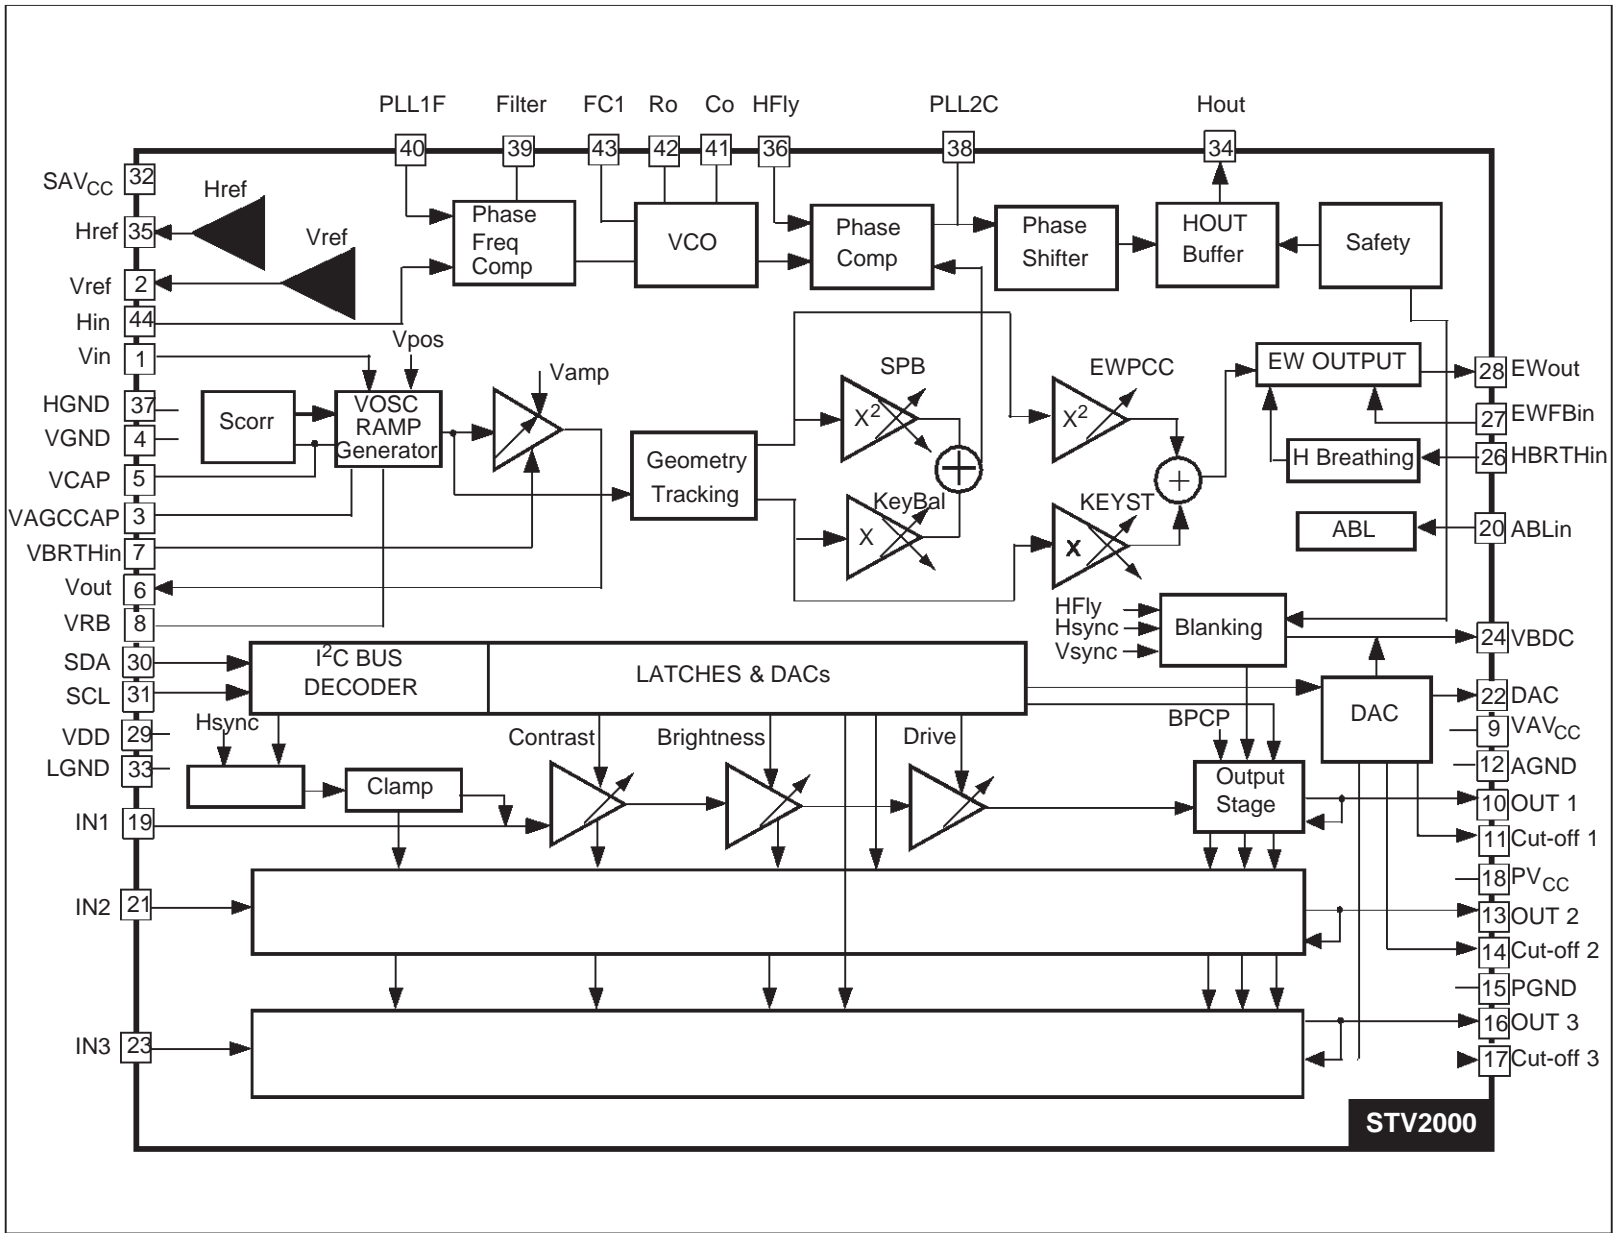 PLL1F Filter FC1 Ro Co HFly PLL2C Hout
40 39 43 42 41 36 38 34
SAVCC 32
Href
Href 35
Vref
Vref 2
Hin 44
Vin 1
HGND 37
VGND 4
VCAP 5
VAGCCAP 3
VBRTHin 7
Vout 6
VRB 8
SDA 30
SCL 31
VDD 29
LGND 33
IN1 19
IN2 21
IN3 23
Phase
Freq
Comp
VCO
Phase
Comp
Phase
Shifter
HOUT
Buffer
Safety
Vpos
Scorr
VOSC
RAMP
Generator
Vamp
Geometry
Tracking
SPB
X2
KeyBal
X
EWPCC
X2
KEYST
x
EW OUTPUT
H Breathing
ABL
HFly
Hsync
Vsync
Blanking
I2C BUS
DECODER
LATCHES & DACs
DAC
Hsync
Clamp
Contrast
Brightness
Drive
BPCP
Output
Stage
28 EWout
27 EWFBin
26 HBRTHin
20 ABLin
24 VBDC
22 DAC
9 VAVCC
12 AGND
10 OUT 1
11 Cut-off 1
18 PVCC
13 OUT 2
14 Cut-off 2
15 PGND
16 OUT 3
17 Cut-off 3
STV2000